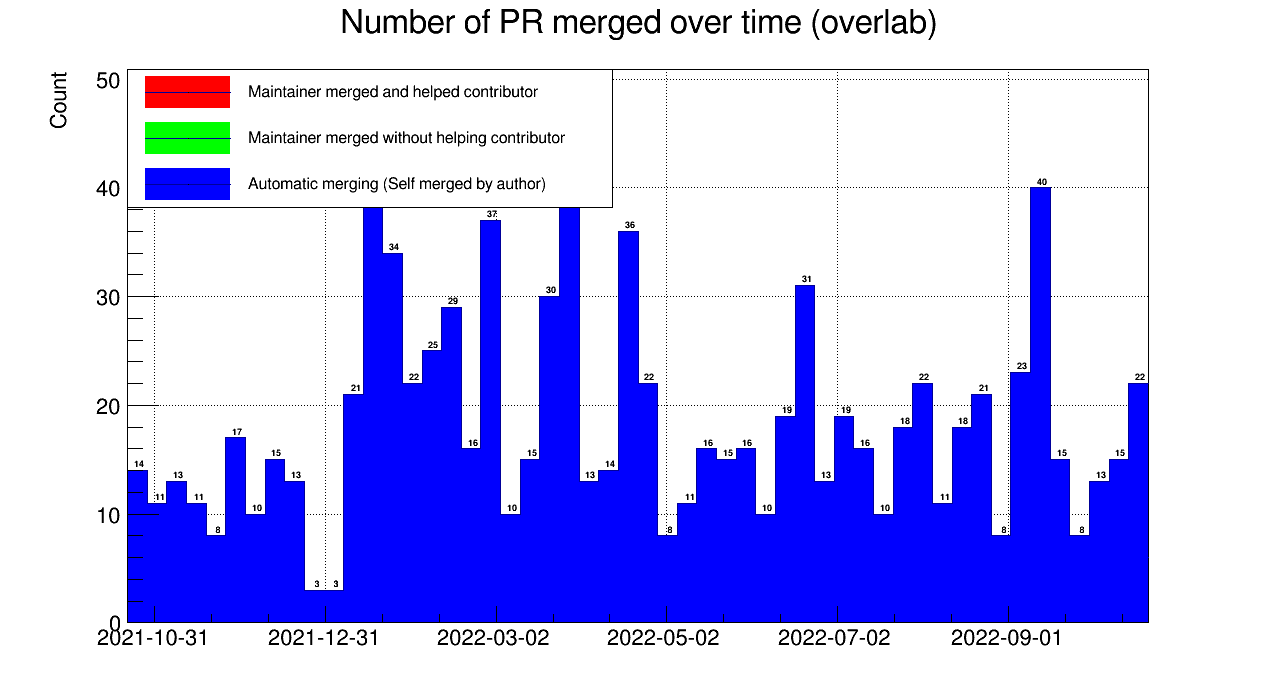 Number of PR merged over time (overlab)
Count
50
40
30
20
10
0
Maintainer merged and helped contributor
Maintainer merged without helping contributor
Automatic merging (Self merged by author)
14 11 13 11 8 17 10 15 13 3 3 21 34 22 25 29 16 37 10 15 30 13 14 36 22 8 11 16 15 16 10 19 31 13 19 16 10 18 22 11 18 21 8 23 40 15 8 13 15 22
2021-10-31 2021-12-31 2022-03-02 2022-05-02 2022-07-02 2022-09-01